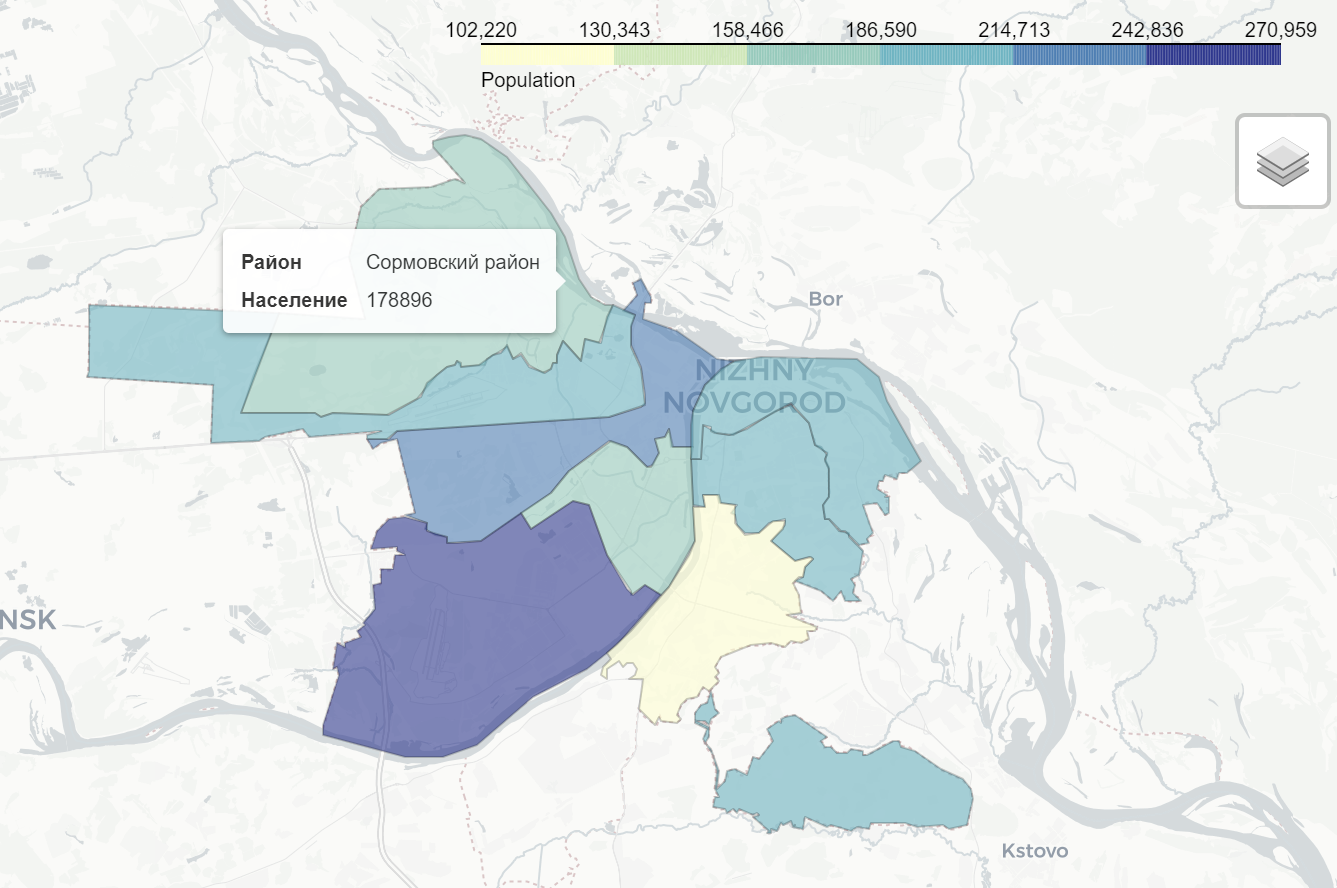 102,220 130,343 158,466 186,590 214,713 242,836 270,959
Population
Район Сормовский район
Население 178896
Bor
NIZHNY
NOVGOROD
NSK
Kstovo